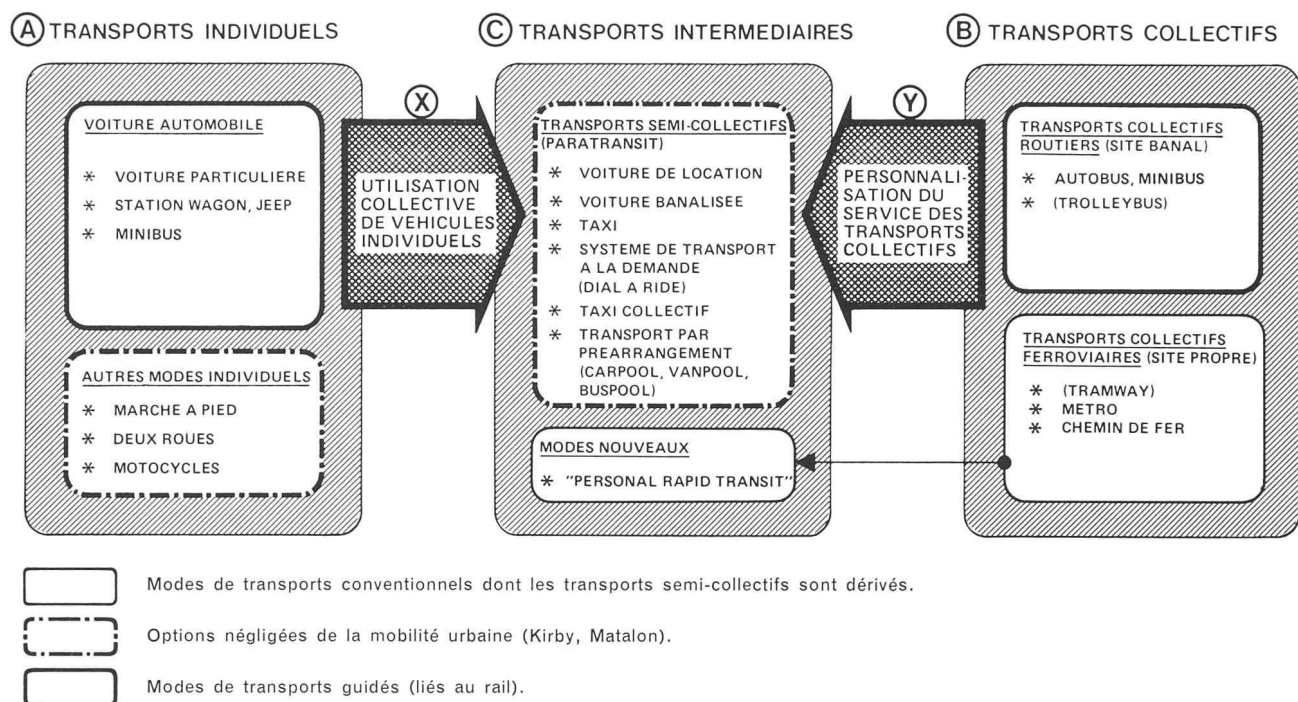 A TRANSPORTS INDIVIDUELS
VOITURE AUTOMOBILE
* VOITURE PARTICULIERE
* STATION WAGON, JEEP
* MINIBUS
AUTRES MODES INDIVIDUELS
* MARCHE A PIED
* DEUX ROUES
* MOTOCYCLES
X
UTILISATION
COLLECTIVE
DE VEHICULES
INDIVIDUELS
C TRANSPORTS INTERMEDIAIRES
TRANSPORTS SEMI-COLLECTIFS
(PARATRANSIT)
* VOITURE DE LOCATION
* VOITURE BANALISEE
* TAXI
* SYSTEME DE TRANSPORT
A LA DEMANDE
(DIAL A RIDE)
* TAXI COLLECTIF
* TRANSPORT PAR
PREARRANGEMENT
(CARPOOL, VANPOOL,
BUSPOOL)
MODES NOUVEAUX
* "PERSONAL RAPID TRANSIT"
Y
PERSONNALI-
SATION DU
SERVICE DES
TRANSPORTS
COLLECTIFS
B TRANSPORTS COLLECTIFS
TRANSPORTS COLLECTIFS
ROUTIERS (SITE BANAL)
* AUTOBUS, MINIBUS
* (TROLLEYBUS)
TRANSPORTS COLLECTIFS
FERROVIAIRES (SITE PROPRE)
* (TRAMWAY)
* METRO
* CHEMIN DE FER
Modes de transports conventionnels dont les transports semi-collectifs sont dérivés.
Options négligées de la mobilité urbaine (Kirby, Matalon).
Modes de transports guidés (liés au rail).